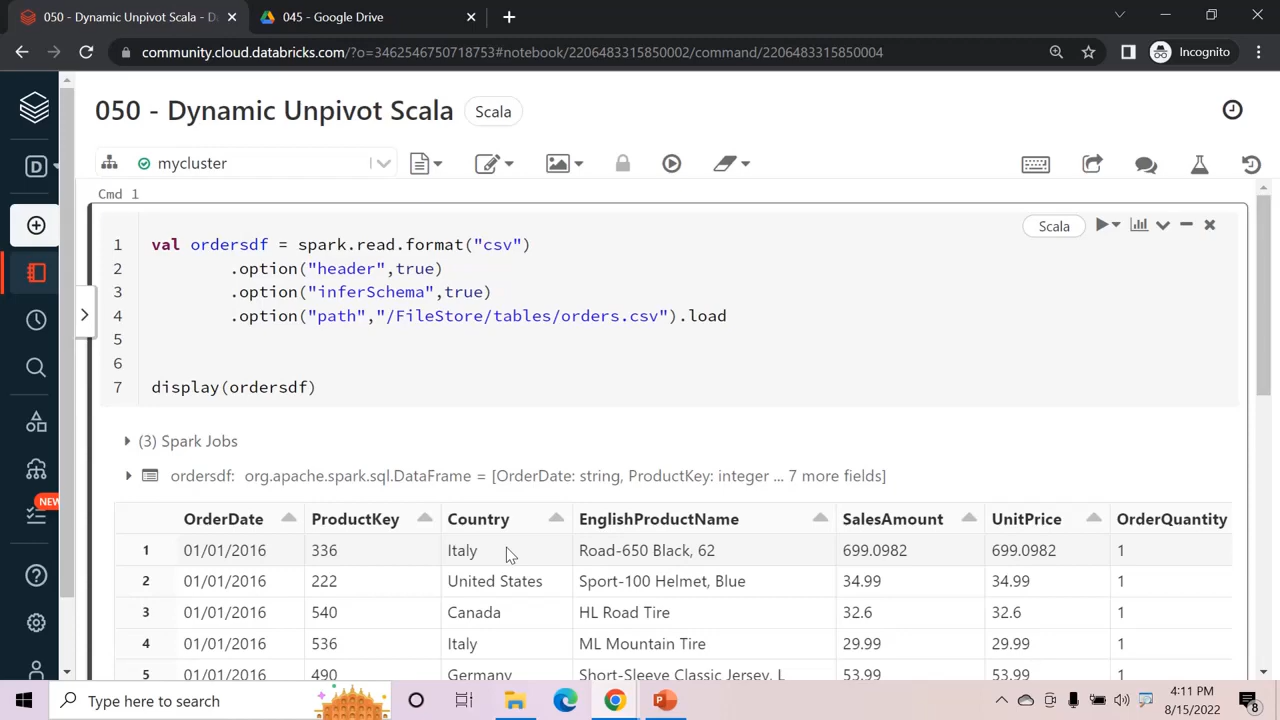 050 - Dynamic Unpivot Scala - Da
045 - Google Drive
community.cloud.databricks.com/?o=3462546750718753#notebook/2206483315850002/command/2206483315850004
Incognito
050 - Dynamic Unpivot Scala
Scala
D
mycluster
Cmd 1
Scala
1 val ordersdf = spark.read.format("csv")
2 .option("header",true)
3 .option("inferSchema",true)
4 .option("path","/FileStore/tables/orders.csv").load
5
6
7 display(ordersdf)
(3) Spark Jobs
ordersdf: org.apache.spark.sql.DataFrame = [OrderDate: string, ProductKey: integer ... 7 more fields]
NEW
OrderDate ProductKey Country EnglishProductName SalesAmount UnitPrice OrderQuantity
1 01/01/2016 336 Italy Road-650 Black, 62 699.0982 699.0982 1
2 01/01/2016 222 United States Sport-100 Helmet, Blue 34.99 34.99 1
3 01/01/2016 540 Canada HL Road Tire 32.6 32.6 1
4 01/01/2016 536 Italy ML Mountain Tire 29.99 29.99 1
5 01/01/2016 490 Germany Short-Sleeve Classic Jersey, L 53.99 53.99 1
Type here to search
4:11 PM
8/15/2022
8